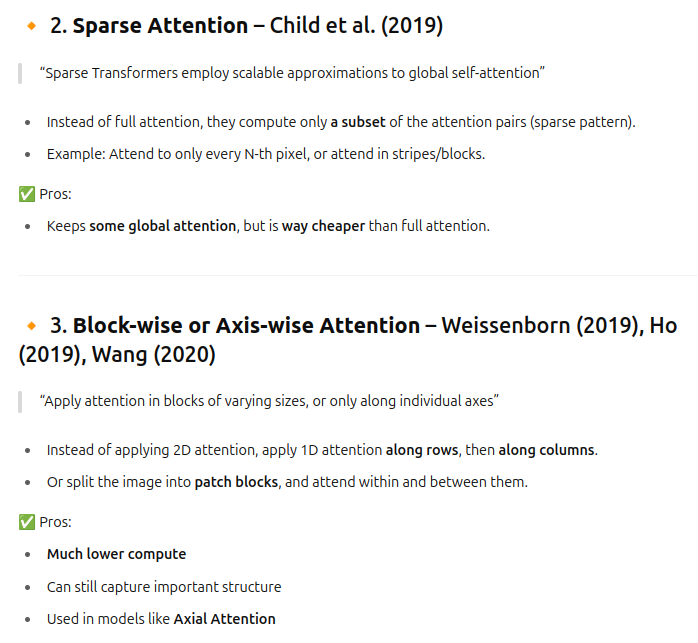 🔸 2. Sparse Attention – Child et al. (2019)
“Sparse Transformers employ scalable approximations to global self-attention”
• Instead of full attention, they compute only a subset of the attention pairs (sparse pattern).
• Example: Attend to only every N-th pixel, or attend in stripes/blocks.
✅ Pros:
• Keeps some global attention, but is way cheaper than full attention.
🔸 3. Block-wise or Axis-wise Attention – Weissenborn (2019), Ho
(2019), Wang (2020)
“Apply attention in blocks of varying sizes, or only along individual axes”
• Instead of applying 2D attention, apply 1D attention along rows, then along columns.
• Or split the image into patch blocks, and attend within and between them.
✅ Pros:
• Much lower compute
• Can still capture important structure
• Used in models like Axial Attention